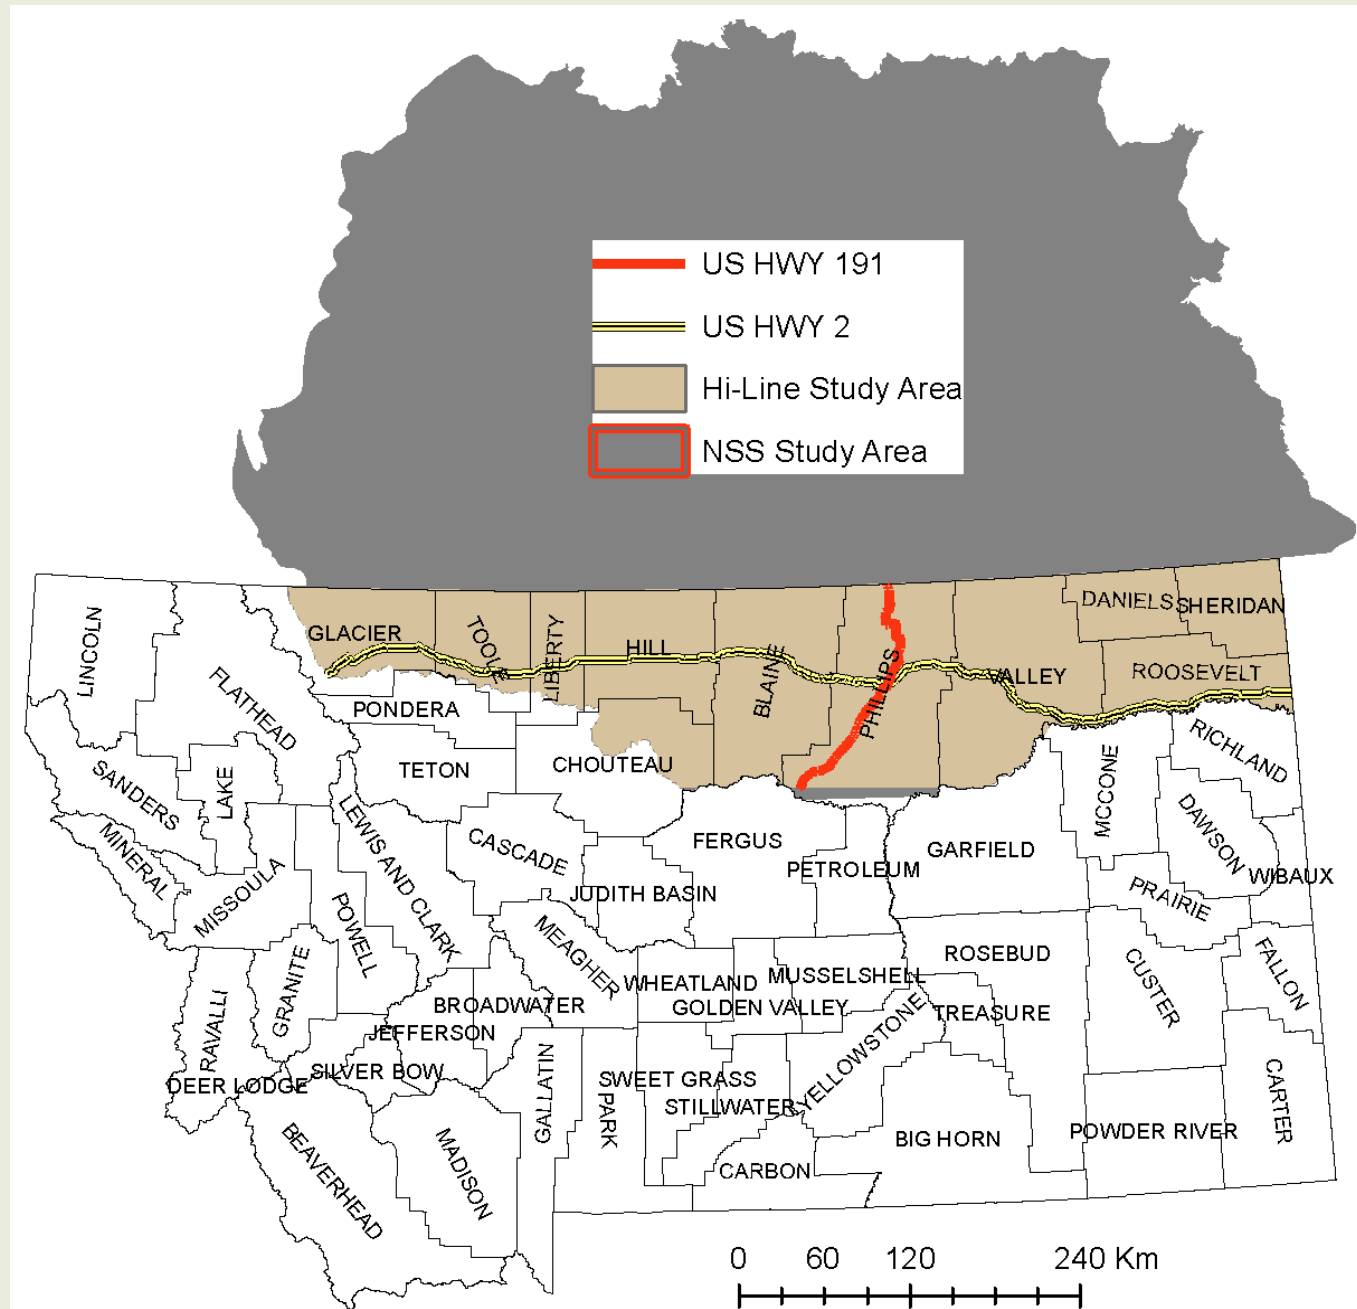 US HWY 191
US HWY 2
Hi-Line Study Area
NSS Study Area
LINCOLN
FLATHEAD
GLACIER
TOOLE
LIBERTY
HILL
BLAINE
PHILLIPS
VALLEY
DANIELS
SHERIDAN
ROOSEVELT
PONDERA
TETON
CHOUTEAU
RICHLAND
MCCONE
SANDERS
LAKE
LEWIS AND CLARK
CASCADE
FERGUS
PETROLEUM
GARFIELD
DAWSON
WIBAUX
PRAIRIE
MINERAL
MISSOULA
POWELL
JUDITH BASIN
MEAGHER
WHEATLAND
GOLDEN VALLEY
MUSSELSHELL
ROSEBUD
TREASURE
CUSTER
FALLON
RAVALLI
GRANITE
BROADWATER
JEFFERSON
SILVER BOW
DEER LODGE
GALLATIN
PARK
SWEET GRASS
STILLWATER
YELLOWSTONE
BIG HORN
POWDER RIVER
CARTER
BEAVERHEAD
MADISON
CARBON
0 60 120 240 Km